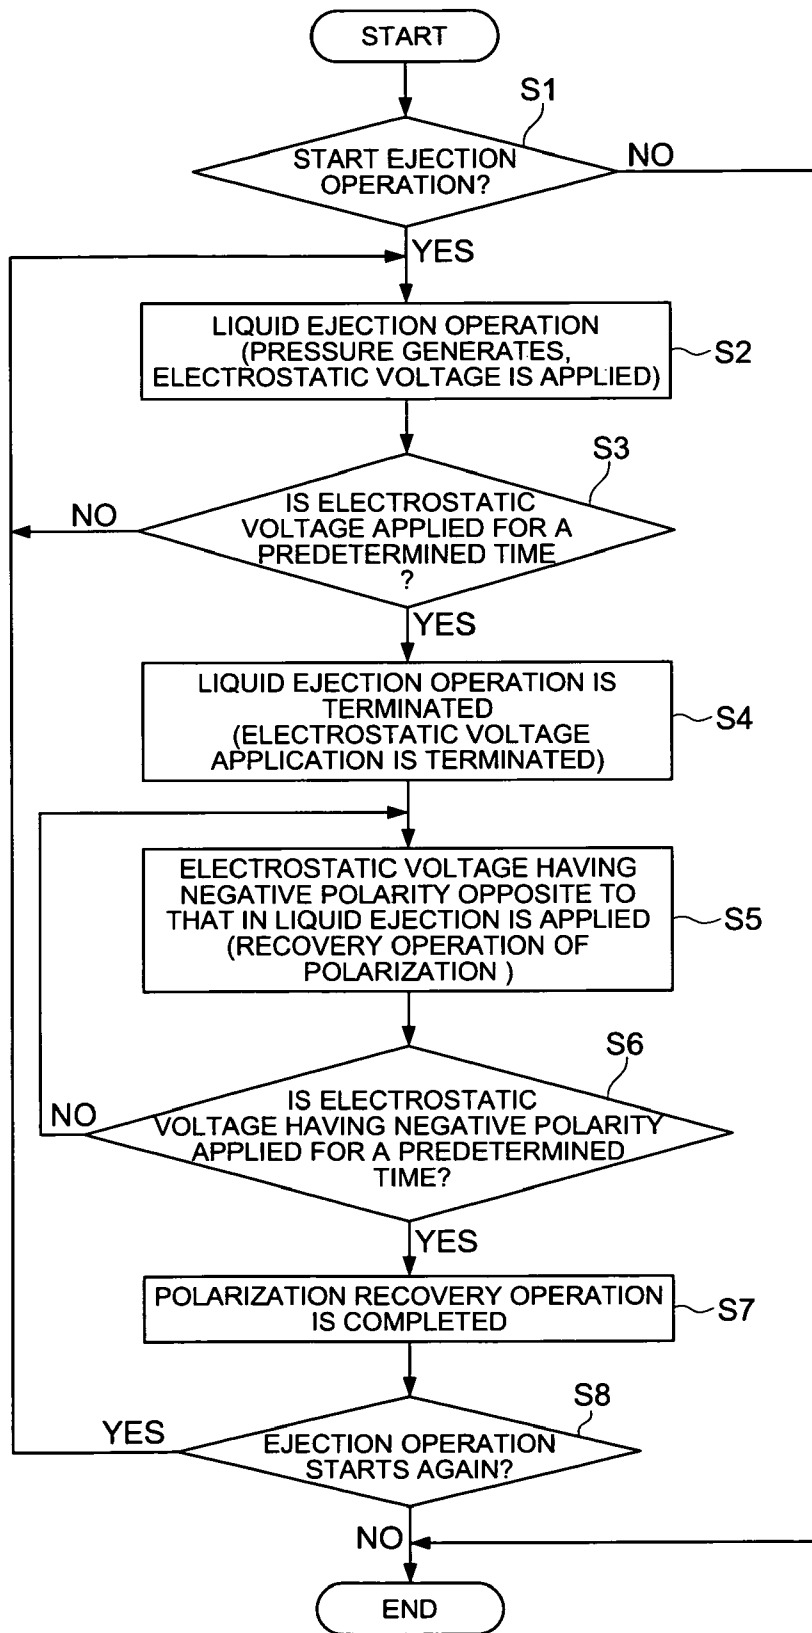 START
S1
START EJECTION
OPERATION?
NO
YES
LIQUID EJECTION OPERATION
(PRESSURE GENERATES,
ELECTROSTATIC VOLTAGE IS APPLIED)
S2
S3
IS ELECTROSTATIC
VOLTAGE APPLIED FOR A
PREDETERMINED TIME
?
NO
YES
LIQUID EJECTION OPERATION IS
TERMINATED
(ELECTROSTATIC VOLTAGE
APPLICATION IS TERMINATED)
S4
ELECTROSTATIC VOLTAGE HAVING
NEGATIVE POLARITY OPPOSITE TO
THAT IN LIQUID EJECTION IS APPLIED
(RECOVERY OPERATION OF
POLARIZATION )
S5
S6
IS ELECTROSTATIC
VOLTAGE HAVING NEGATIVE POLARITY
APPLIED FOR A PREDETERMINED
TIME?
NO
YES
POLARIZATION RECOVERY OPERATION
IS COMPLETED
S7
S8
EJECTION OPERATION
STARTS AGAIN?
YES
NO
END